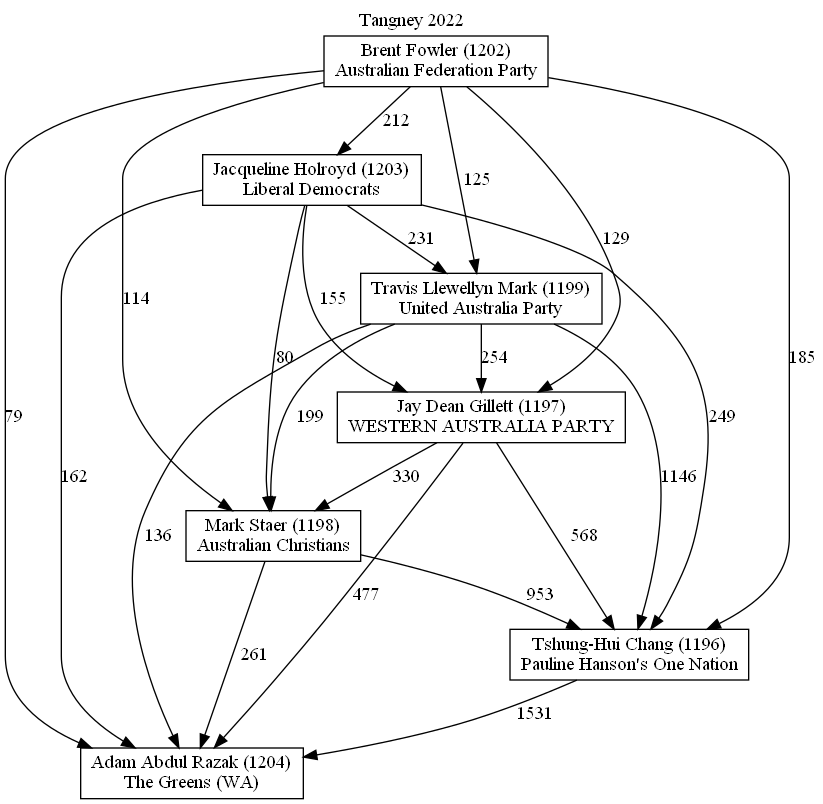 Tangney 2022
Brent Fowler (1202)
Australian Federation Party
212
Jacqueline Holroyd (1203)
Liberal Democrats
125
129
231
Travis Llewellyn Mark (1199)
United Australia Party
114
155
80
254
185
Jay Dean Gillett (1197)
WESTERN AUSTRALIA PARTY
79
199
249
162
330
1146
Mark Staer (1198)
Australian Christians
136
568
477
953
Tshung-Hui Chang (1196)
Pauline Hanson's One Nation
261
1531
Adam Abdul Razak (1204)
The Greens (WA)